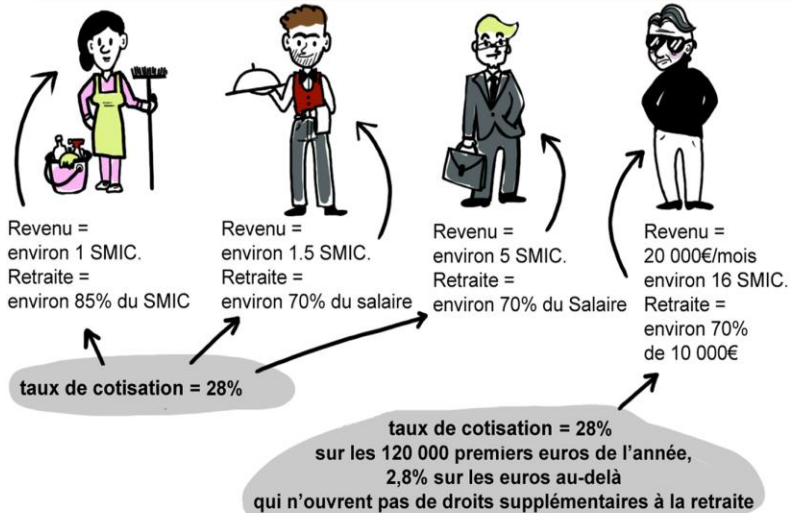 Revenu =
environ 1 SMIC.
Retraite =
environ 85% du SMIC
Revenu =
environ 1.5 SMIC.
Retraite =
environ 70% du salaire
Revenu =
environ 5 SMIC.
Retraite =
environ 70% du Salaire
Revenu =
20 000€/mois
environ 16 SMIC.
Retraite =
environ 70%
de 10 000€
taux de cotisation = 28%
taux de cotisation = 28%
sur les 120 000 premiers euros de l'année,
2,8% sur les euros au-delà
qui n'ouvrent pas de droits supplémentaires à la retraite